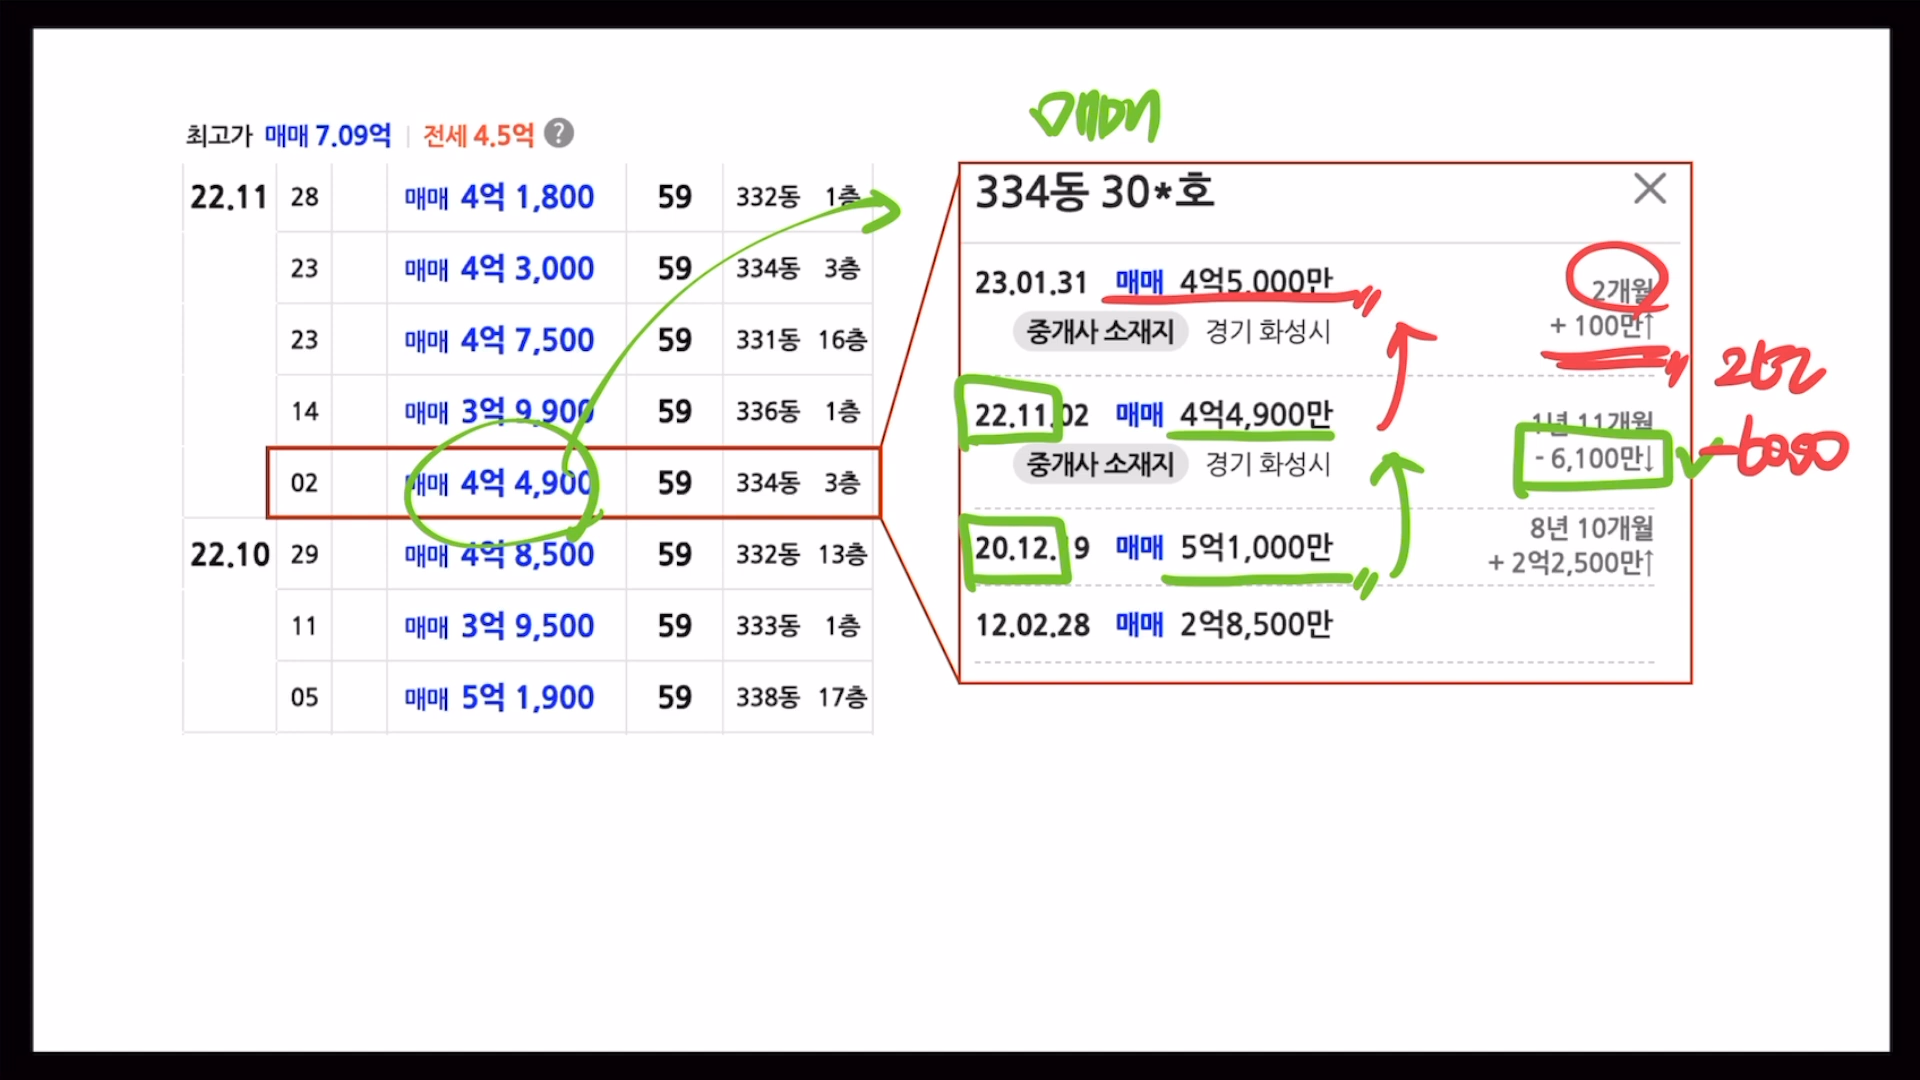 최고가 매매 7.09억 | 전세 4.5억 ?
22.11 28 매매 4억 1,800 59 332동 1층
23 매매 4억 3,000 59 334동 3층
23 매매 4억 7,500 59 331동 16층
14 매매 3억 9,900 59 336동 1층
02 매매 4억 4,900 59 334동 3층
22.10 29 매매 4억 8,500 59 332동 13층
11 매매 3억 9,500 59 333동 1층
05 매매 5억 1,900 59 338동 17층
매매
334동 30*호
23.01.31 매매 4억5,000만 2개월
중개사 소재지 경기 화성시 + 100만↑
22.11.02 매매 4억4,900만 1년 11개월
중개사 소재지 경기 화성시 - 6,100만↓
20.12.19 매매 5억1,000만 8년 10개월
+ 2억2,500만↑
12.02.28 매매 2억8,500만